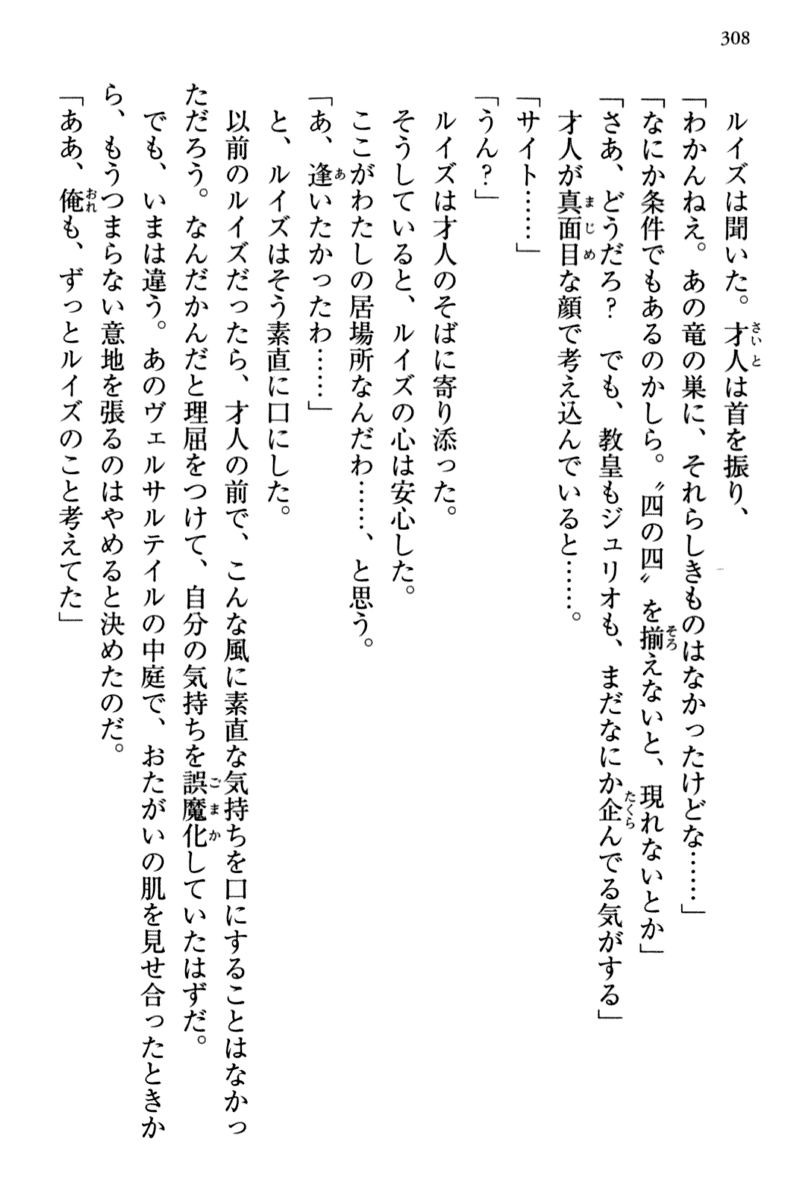 308
ルイズは聞いた。才人は首を振り、
「わかんねえ。あの竜の巣に、それらしきものはなかったけどな……」
「なにか条件でもあるのかしら。〝四の四〟を揃えないと、現れないとか」
「さあ、どうだろ？　でも、教皇もジュリオも、まだなにか企んでる気がする」
才人が真面目な顔で考え込んでいると……。
「サイト……」
「うん？」
ルイズは才人のそばに寄り添った。
そうしていると、ルイズの心は安心した。
ここがわたしの居場所なんだわ……、と思う。
「あ、逢いたかったわ……」
と、ルイズはそう素直に口にした。
以前のルイズだったら、才人の前で、こんな風に素直な気持ちを口にすることはなかっ
ただろう。なんだかんだと理屈をつけて、自分の気持ちを誤魔化していたはずだ。
でも、いまは違う。あのヴェルサルテイルの中庭で、おたがいの肌を見せ合ったときか
ら、もうつまらない意地を張るのはやめると決めたのだ。
「ああ、俺も、ずっとルイズのこと考えてた」